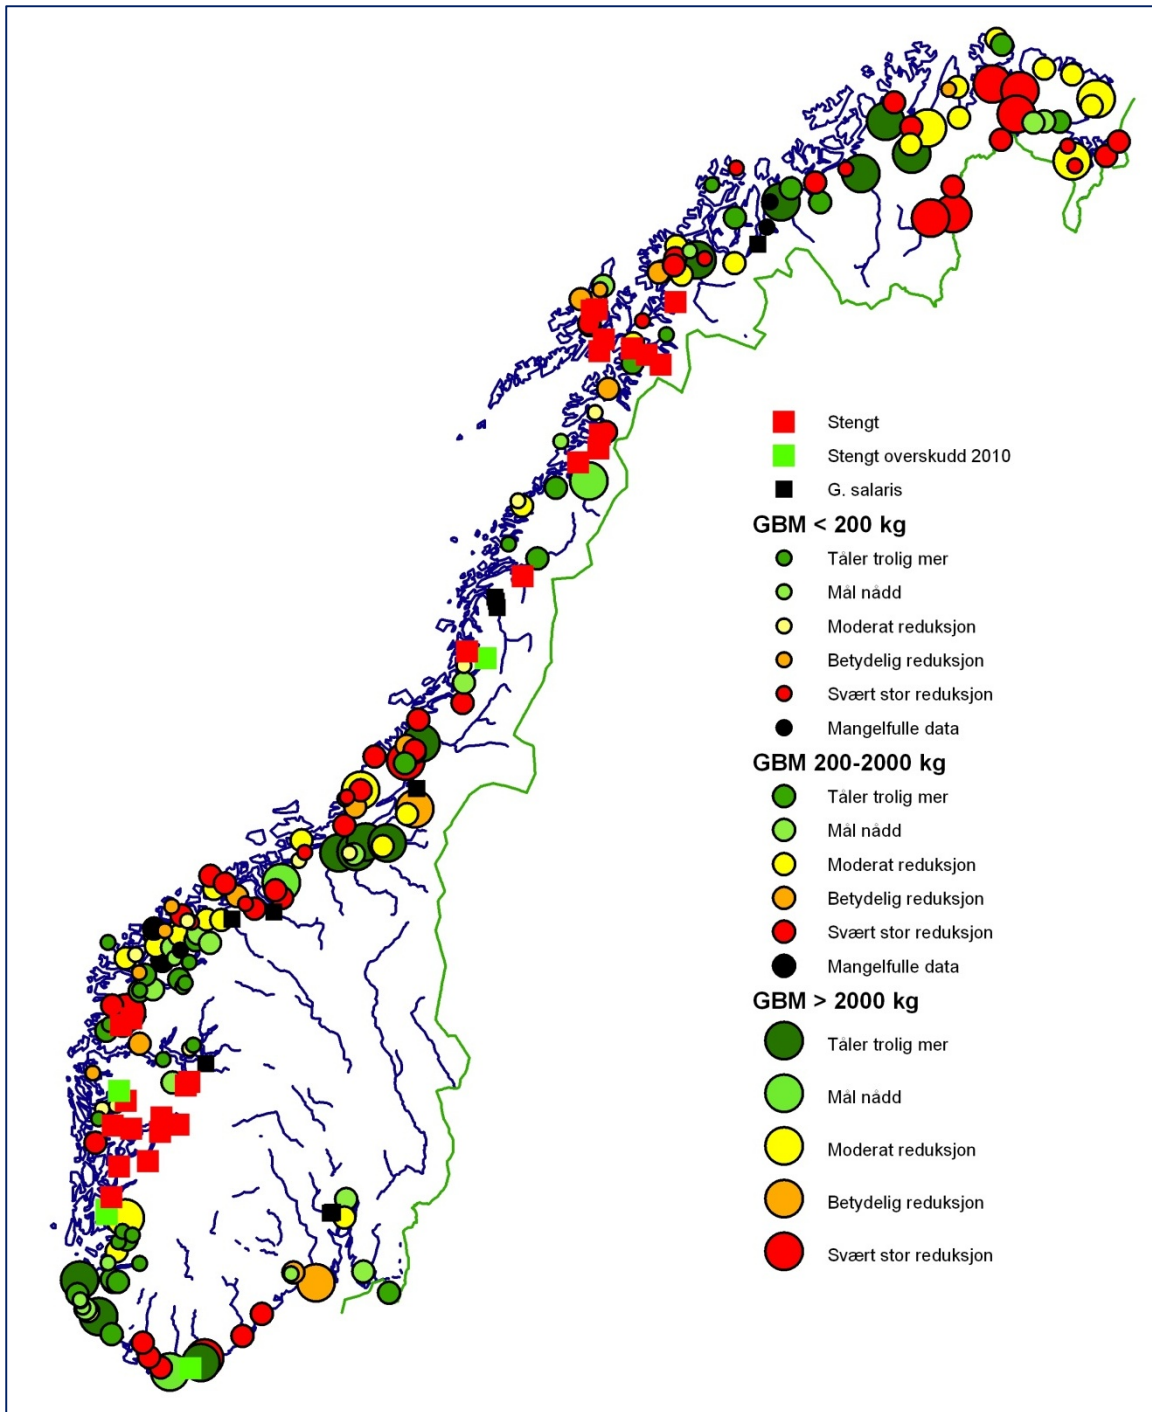 Stengt
Stengt overskudd 2010
G. salaris
GBM < 200 kg
Tåler trolig mer
Mål nådd
Moderat reduksjon
Betydelig reduksjon
Svært stor reduksjon
Mangelfulle data
GBM 200-2000 kg
Tåler trolig mer
Mål nådd
Moderat reduksjon
Betydelig reduksjon
Svært stor reduksjon
Mangelfulle data
GBM > 2000 kg
Tåler trolig mer
Mål nådd
Moderat reduksjon
Betydelig reduksjon
Svært stor reduksjon